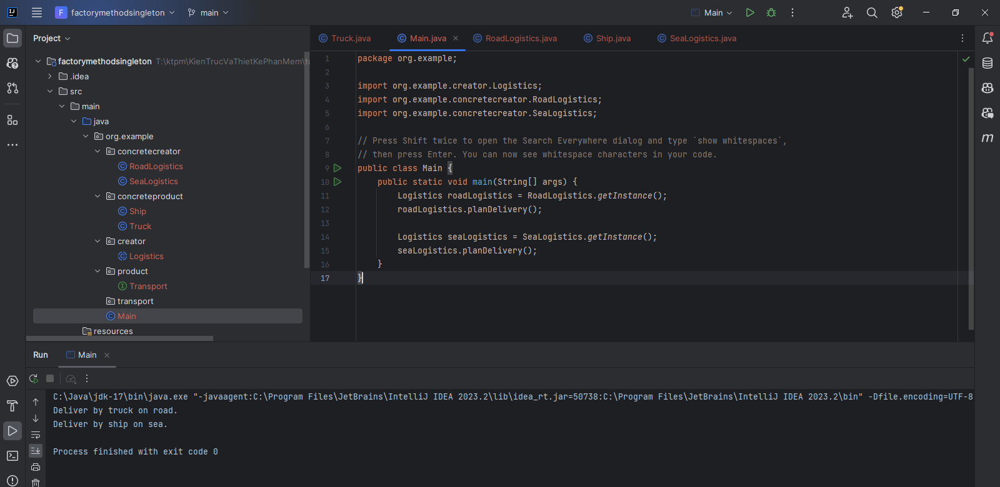 factorymethodsingleton
main
Main
Project
factorymethodsingleton T:\ktpm\KienTrucVaThietKePhanMem\tu
.idea
src
main
java
org.example
concretecreator
RoadLogistics
SeaLogistics
concreteproduct
Ship
Truck
creator
Logistics
product
Transport
transport
Main
resources
Truck.java
Main.java
RoadLogistics.java
Ship.java
SeaLogistics.java
1 package org.example;
2
3 import org.example.creator.Logistics;
4 import org.example.concretecreator.RoadLogistics;
5 import org.example.concretecreator.SeaLogistics;
6
7 // Press Shift twice to open the Search Everywhere dialog and type `show whitespaces`,
8 // then press Enter. You can now see whitespace characters in your code.
9 public class Main {
10 public static void main(String[] args) {
11 Logistics roadLogistics = RoadLogistics.getInstance();
12 roadLogistics.planDelivery();
13
14 Logistics seaLogistics = SeaLogistics.getInstance();
15 seaLogistics.planDelivery();
16 }
17 }
Run
Main
C:\Java\jdk-17\bin\java.exe "-javaagent:C:\Program Files\JetBrains\IntelliJ IDEA 2023.2\lib\idea_rt.jar=50738:C:\Program Files\JetBrains\IntelliJ IDEA 2023.2\bin" -Dfile.encoding=UTF-8
Deliver by truck on road.
Deliver by ship on sea.
Process finished with exit code 0